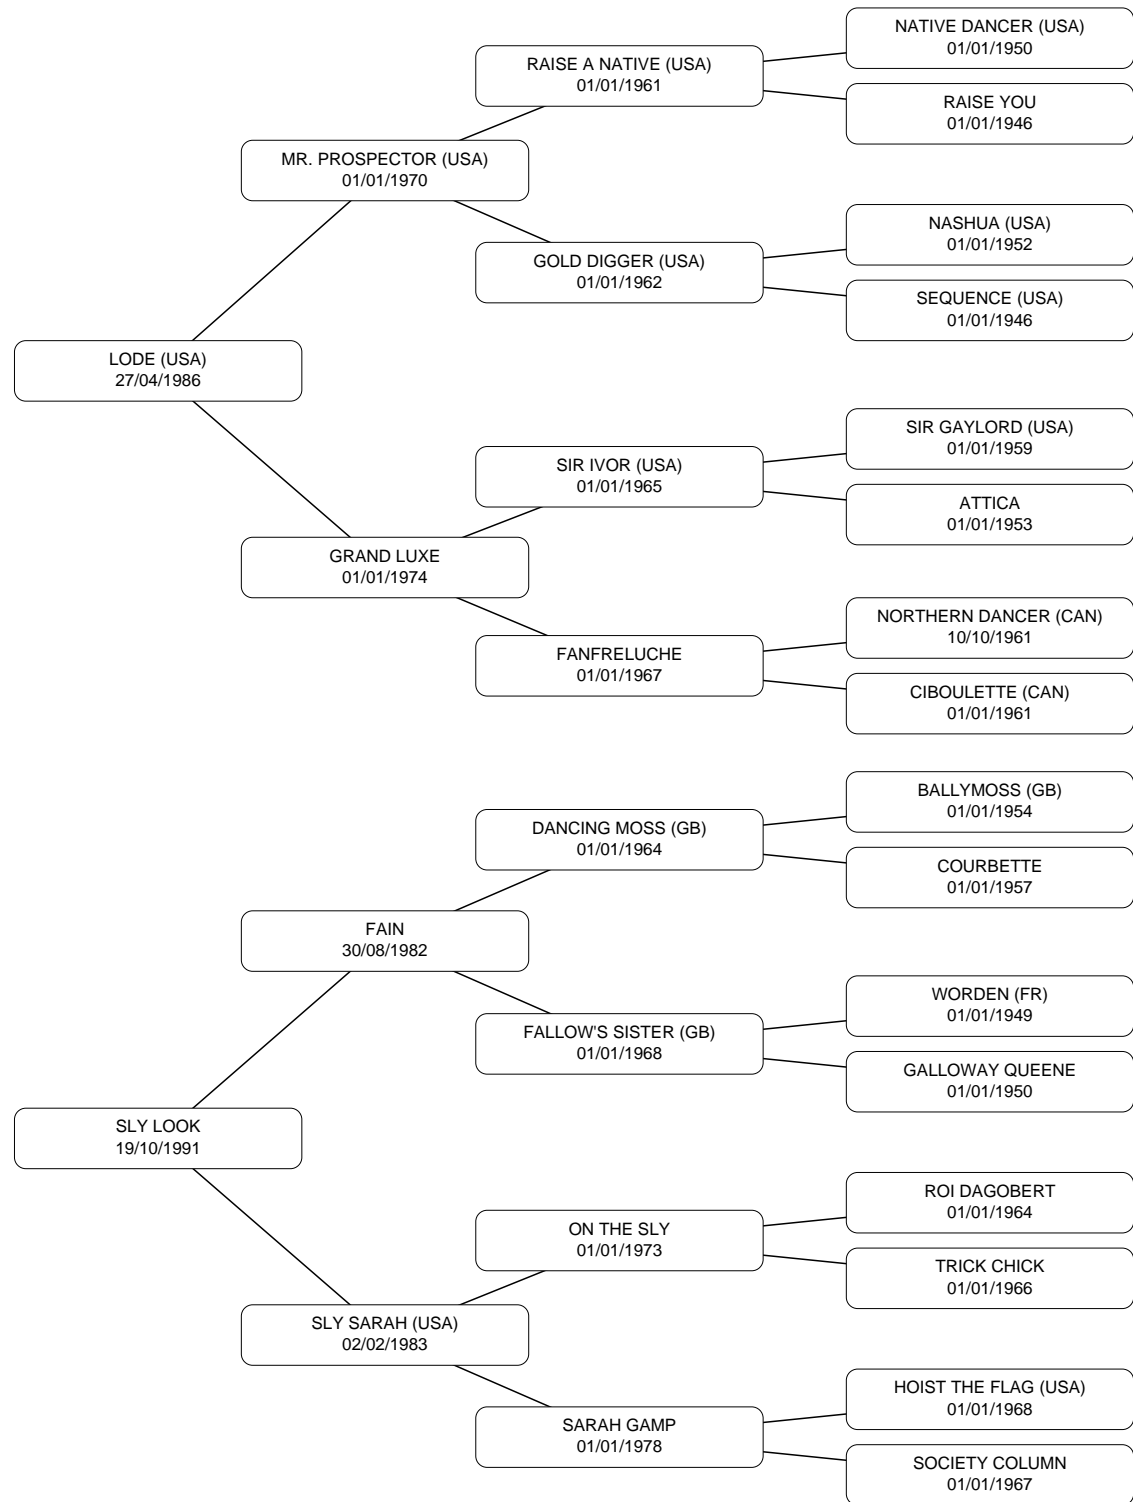 NATIVE DANCER (USA)
01/01/1950
RAISE A NATIVE (USA)
01/01/1961
RAISE YOU
01/01/1946
MR. PROSPECTOR (USA)
01/01/1970
NASHUA (USA)
01/01/1952
GOLD DIGGER (USA)
01/01/1962
SEQUENCE (USA)
01/01/1946
LODE (USA)
27/04/1986
SIR GAYLORD (USA)
01/01/1959
SIR IVOR (USA)
01/01/1965
ATTICA
01/01/1953
GRAND LUXE
01/01/1974
NORTHERN DANCER (CAN)
10/10/1961
FANFRELUCHE
01/01/1967
CIBOULETTE (CAN)
01/01/1961
BALLYMOSS (GB)
01/01/1954
DANCING MOSS (GB)
01/01/1964
COURBETTE
01/01/1957
FAIN
30/08/1982
WORDEN (FR)
01/01/1949
FALLOW'S SISTER (GB)
01/01/1968
GALLOWAY QUEENE
01/01/1950
SLY LOOK
19/10/1991
ROI DAGOBERT
01/01/1964
ON THE SLY
01/01/1973
TRICK CHICK
01/01/1966
SLY SARAH (USA)
02/02/1983
HOIST THE FLAG (USA)
01/01/1968
SARAH GAMP
01/01/1978
SOCIETY COLUMN
01/01/1967